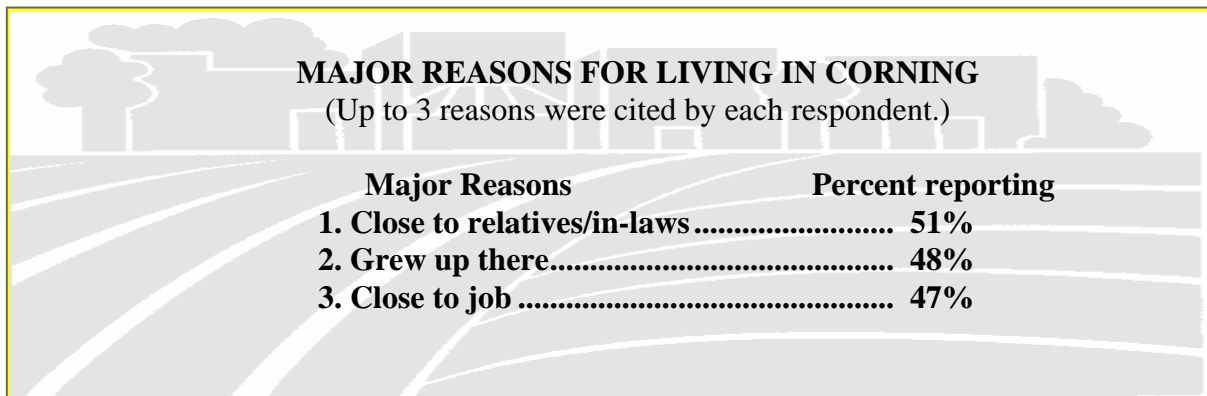 MAJOR REASONS FOR LIVING IN CORNING
(Up to 3 reasons were cited by each respondent.)
Major Reasons Percent reporting
1. Close to relatives/in-laws ......................... 51%
2. Grew up there........................................... 48%
3. Close to job ............................................... 47%